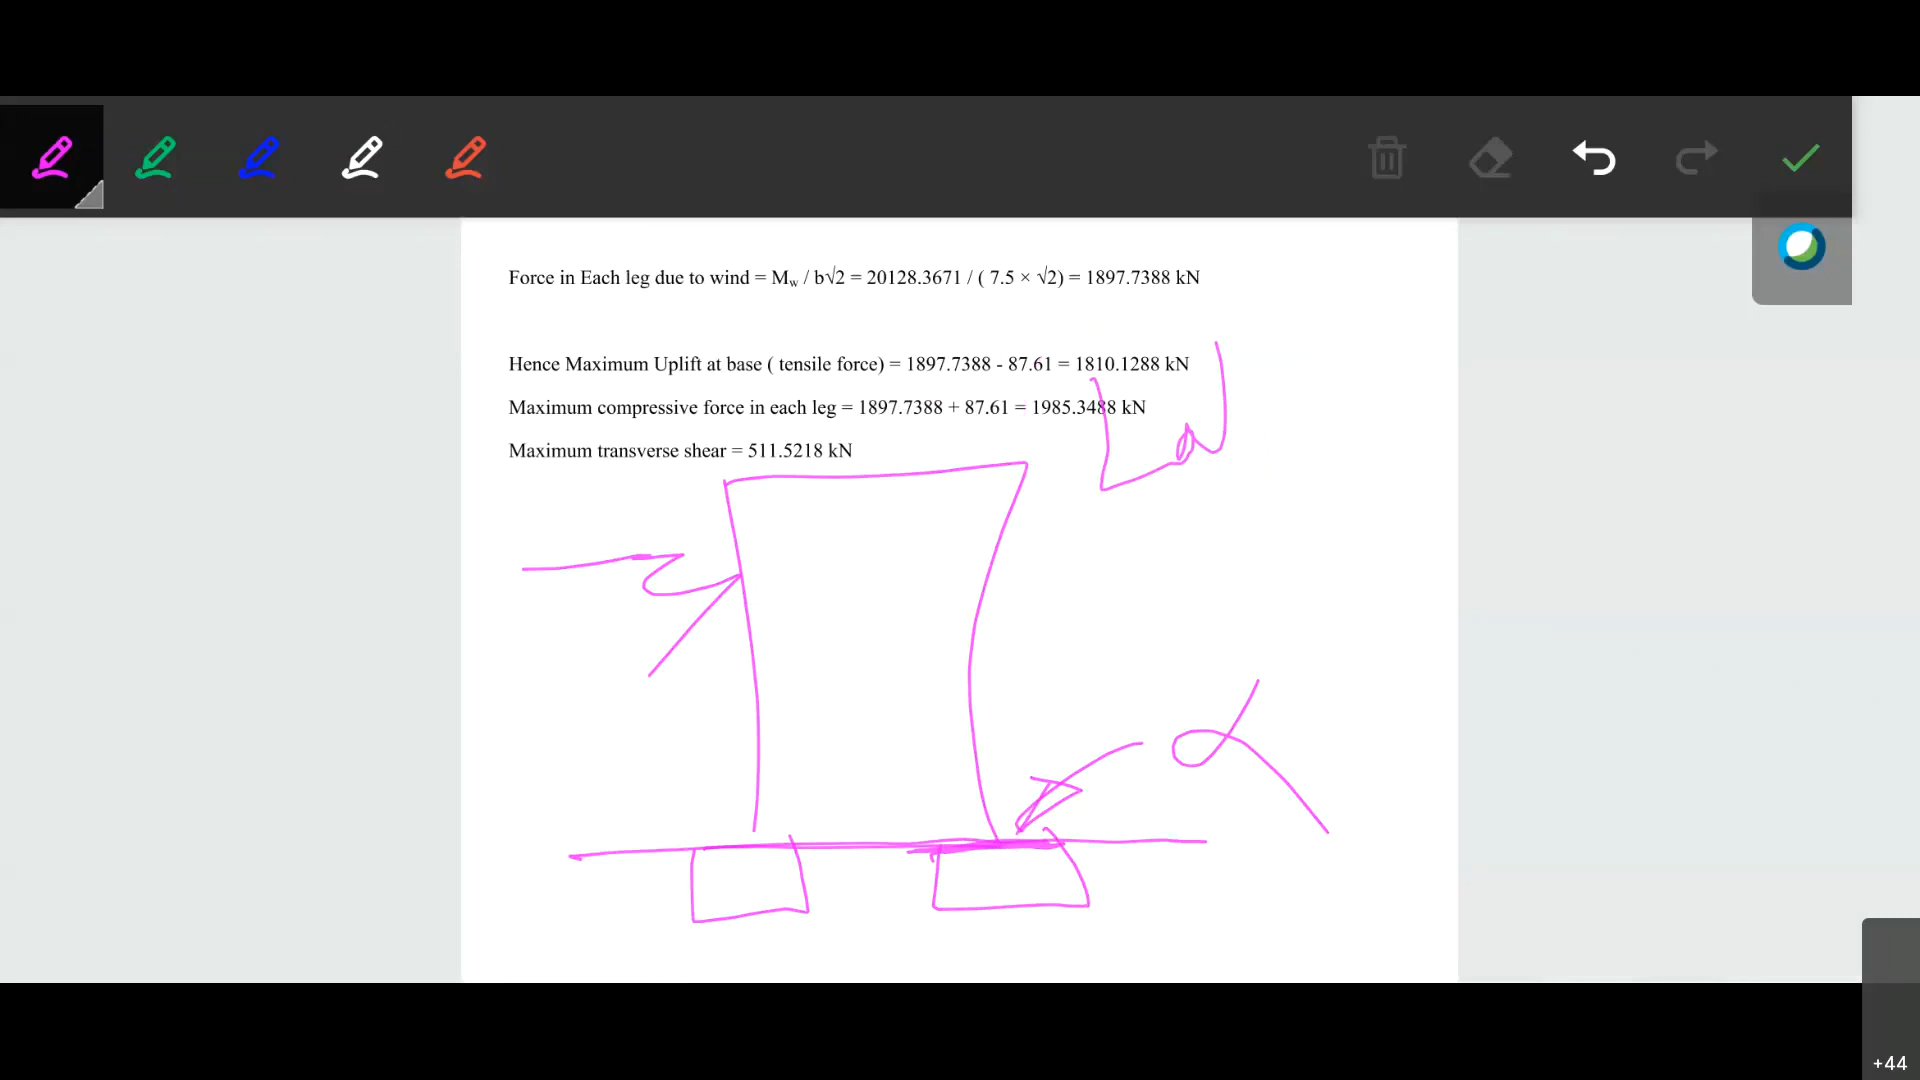 Force in Each leg due to wind = Mw / b√2 = 20128.3671 / ( 7.5 × √2) = 1897.7388 kN
Hence Maximum Uplift at base ( tensile force) = 1897.7388 - 87.61 = 1810.1288 kN
Maximum compressive force in each leg = 1897.7388 + 87.61 = 1985.3488 kN
Maximum transverse shear = 511.5218 kN
+44